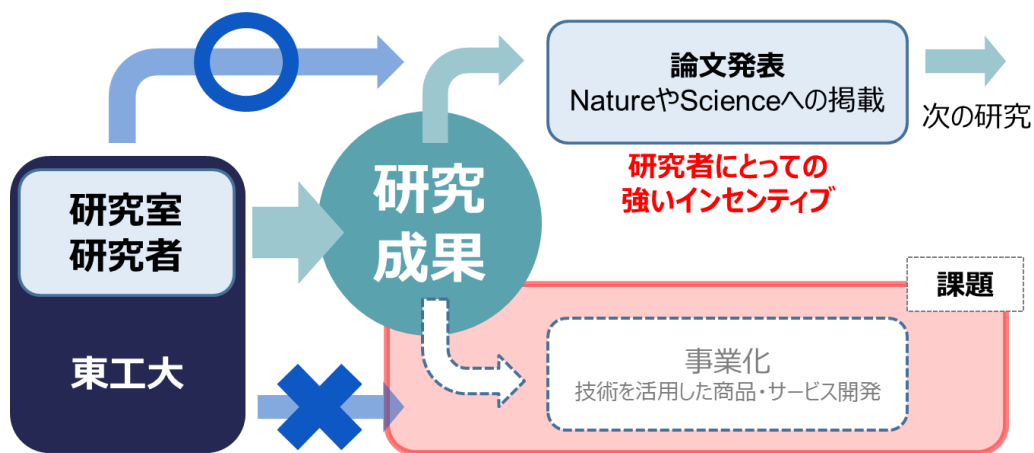 論文発表
NatureやScienceへの掲載
次の研究
研究者にとっての
強いインセンティブ
研究室
研究者
東工大
研究
成果
課題
事業化
技術を活用した商品・サービス開発